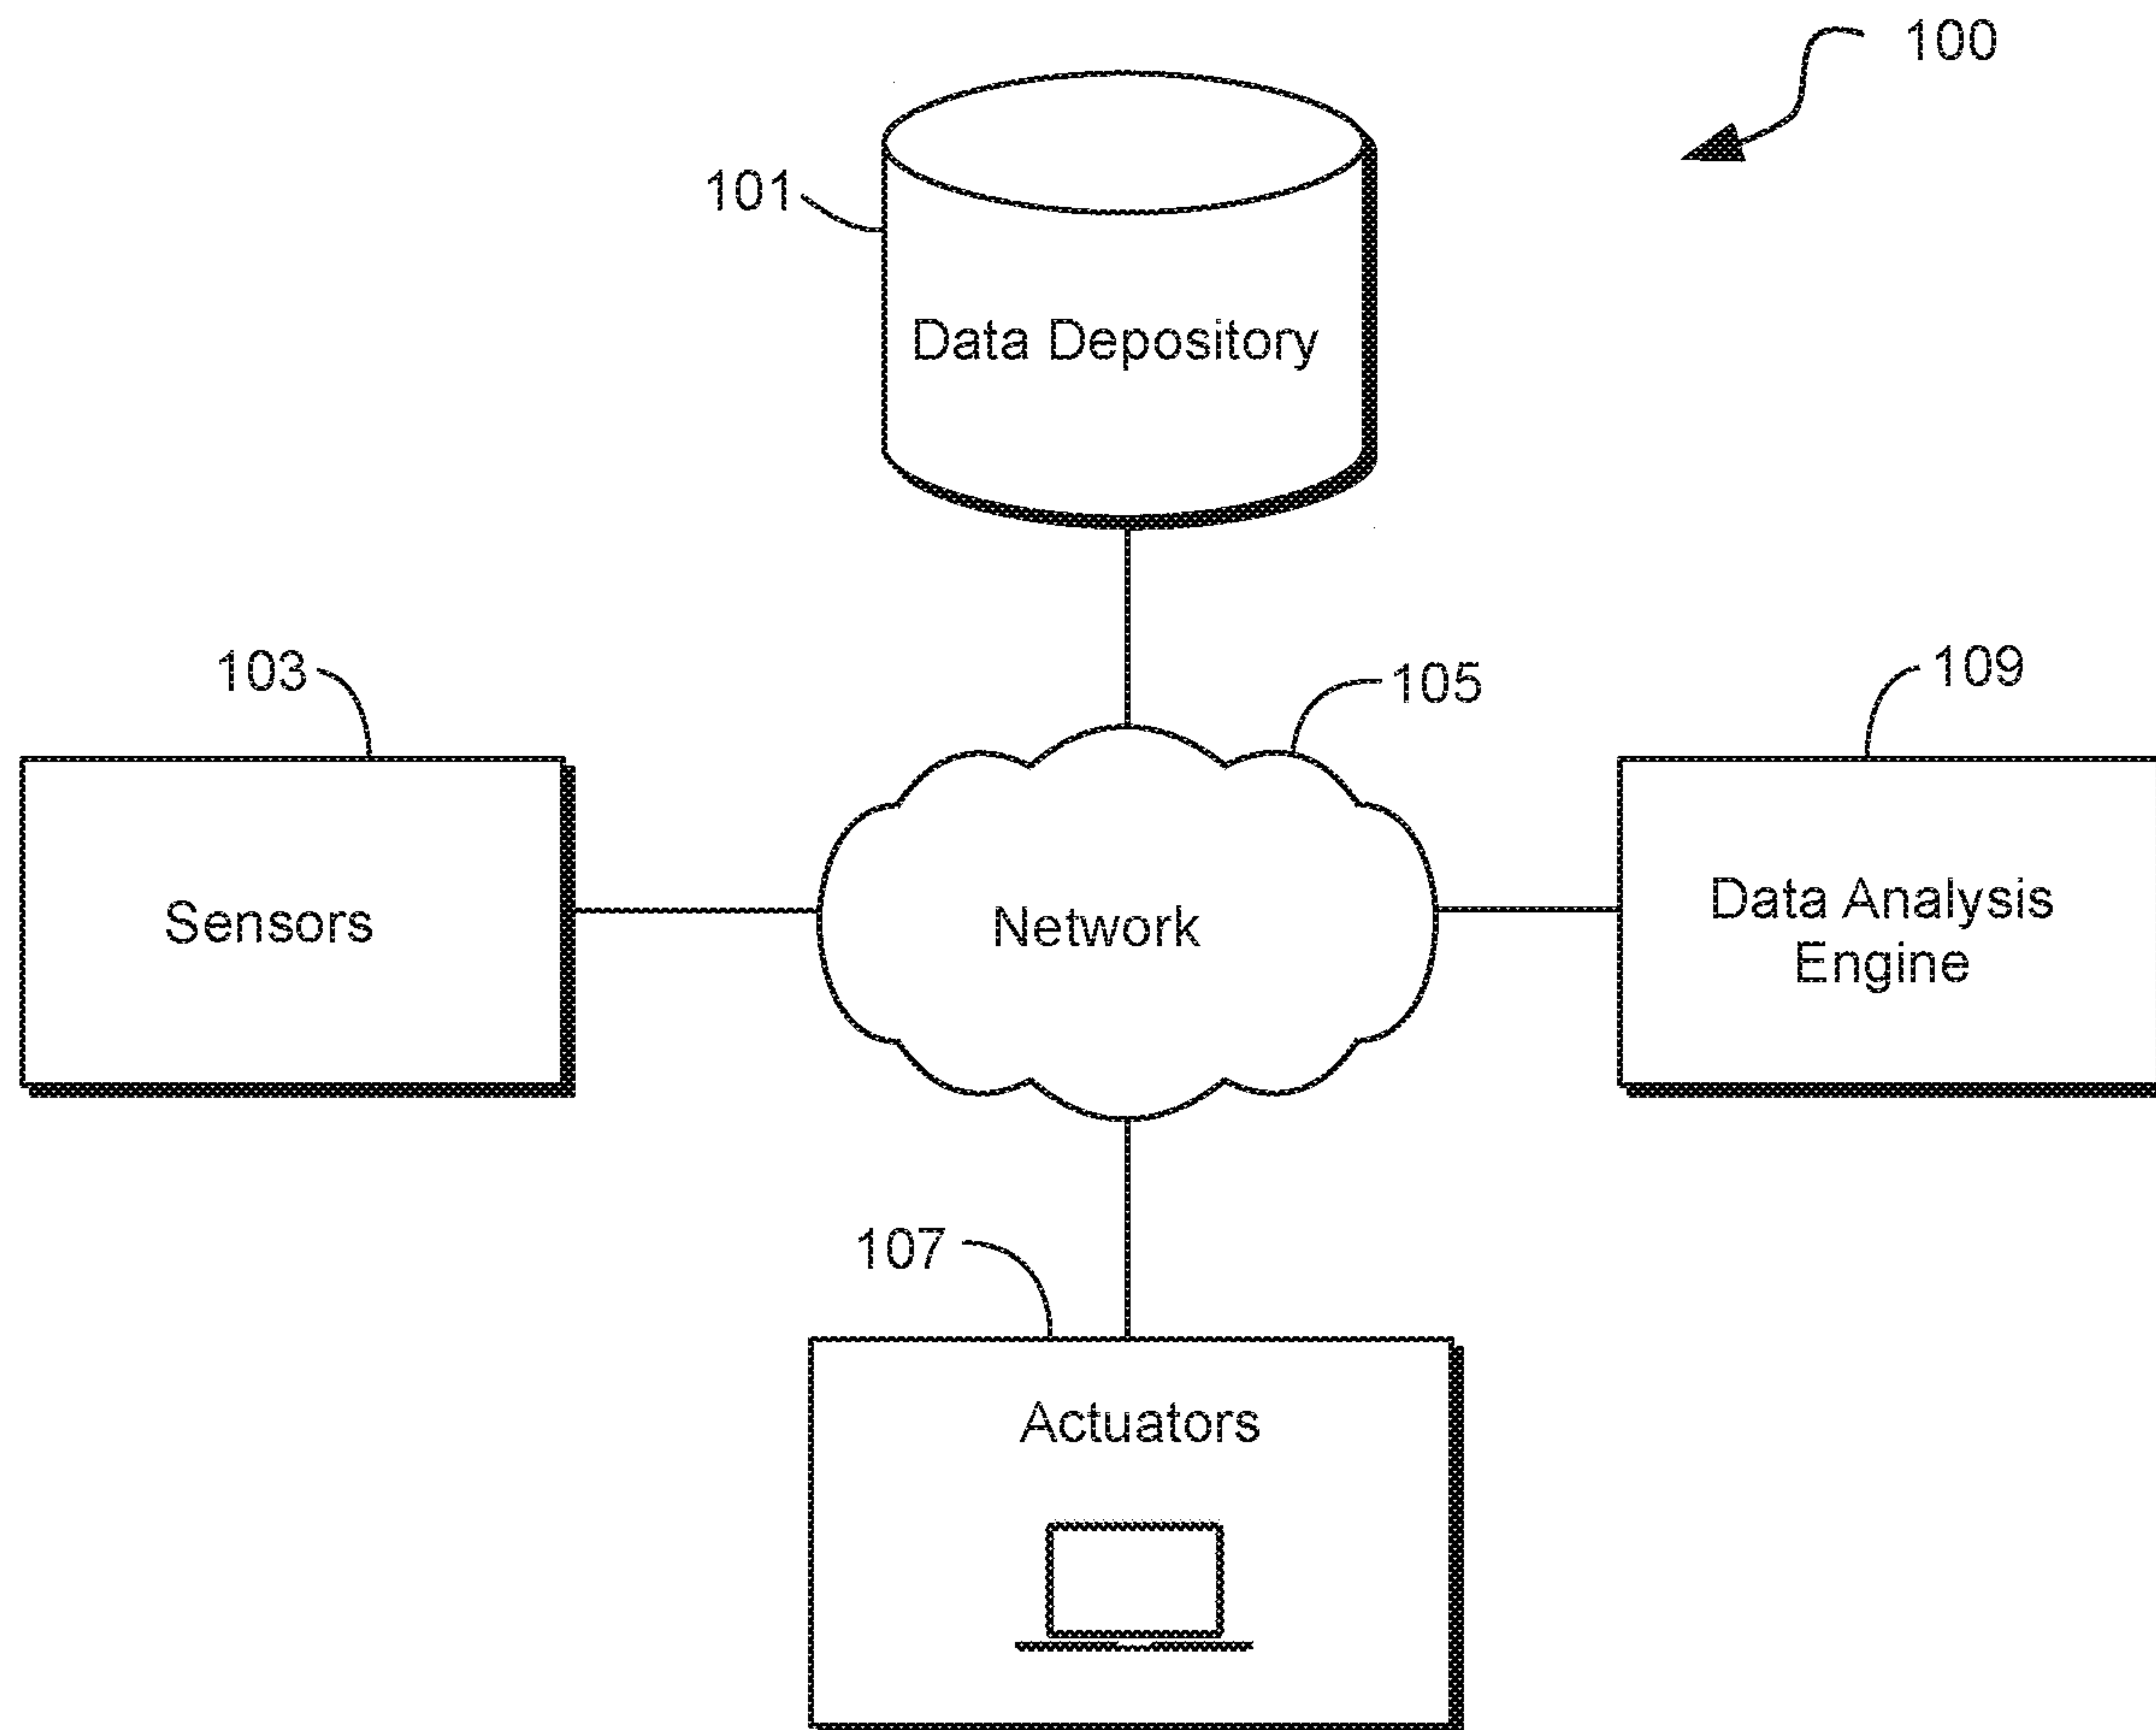 100
101
Data Depository
103
105
109
Sensors
Network
Data Analysis
Engine
107
Actuators